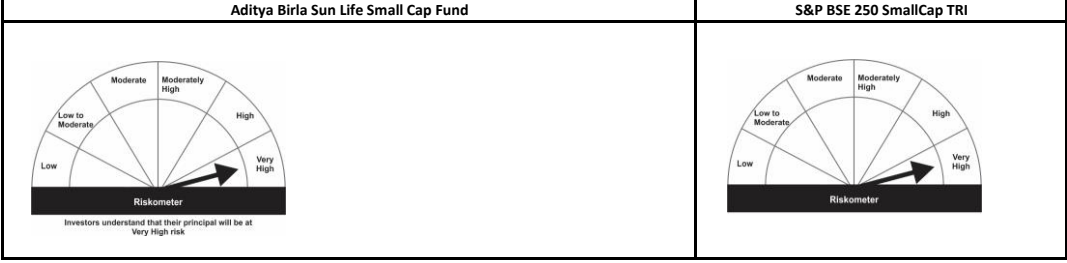 Aditya Birla Sun Life Small Cap Fund
S&P BSE 250 SmallCap TRI
Moderate
Moderately
High
Low to
Moderate
High
Low
Very
High
Riskometer
Investors understand that their principal will be at
Very High risk
Moderate
Moderately
High
Low to
Moderate
High
Low
Very
High
Riskometer